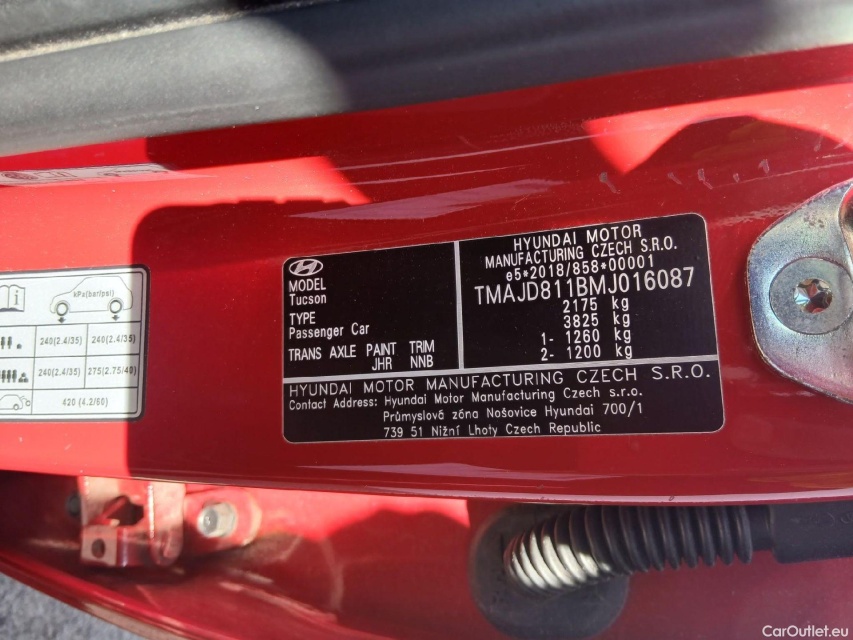 kPa(bar/psi)
240(2.4/35) 240(2.4/35)
240(2.4/35) 275(2.75/40)
420 (4.2/60)
MODEL
Tucson
TYPE
Passenger Car
TRANS AXLE PAINT TRIM
JHR NNB
HYUNDAI MOTOR
MANUFACTURING CZECH S.R.O.
e5*2018/858*00001
TMAJD811BMJ016087
2175 kg
3825 kg
1- 1260 kg
2- 1200 kg
HYUNDAI MOTOR MANUFACTURING CZECH S.R.O.
Contact Address: Hyundai Motor Manufacturing Czech s.r.o.
Průmyslová zóna Nošovice Hyundai 700/1
739 51 Nižní Lhoty Czech Republic
CarOutlet.eu